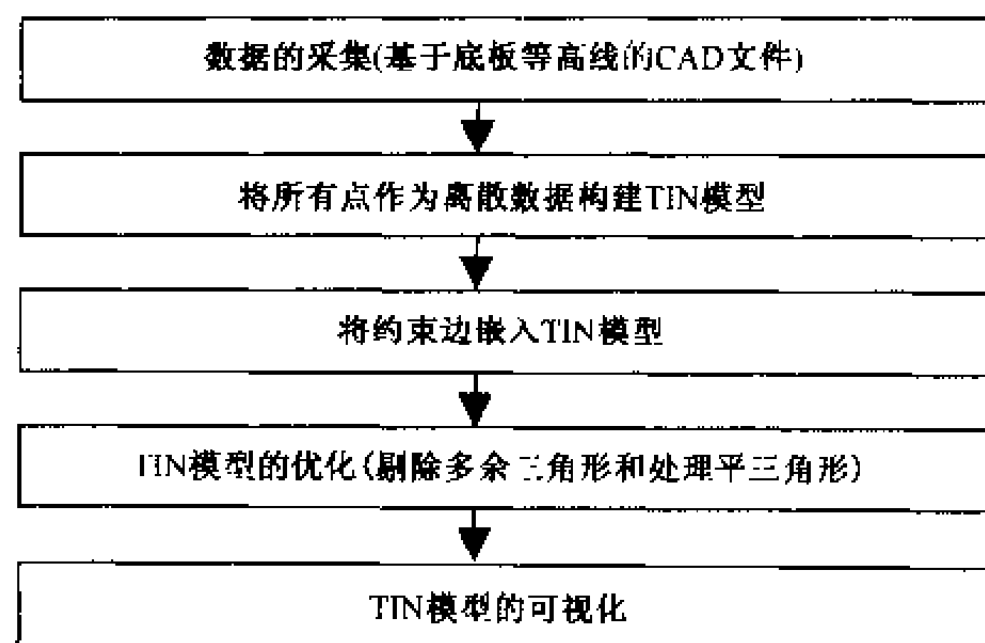 数据的采集(基于底板等高线的CAD文件)
将所有点作为离散数据构建TIN模型
将约束边嵌入TIN模型
TIN模型的优化(剔除多余三角形和处理平三角形)
TIN模型的可视化